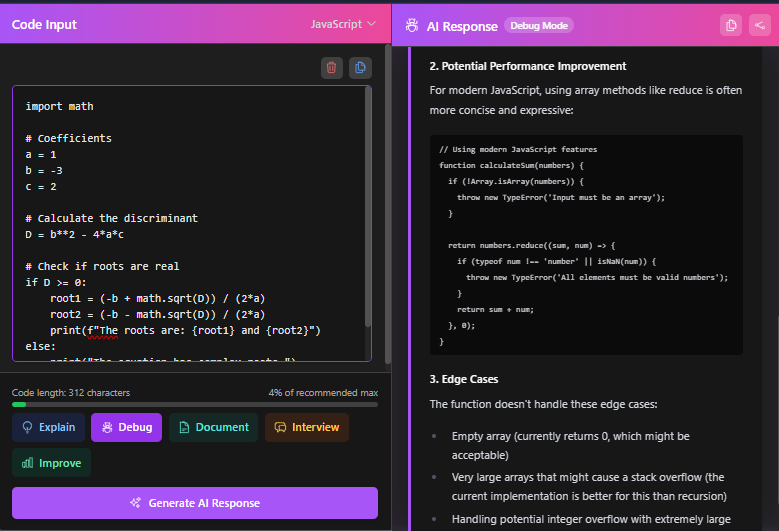 Code Input
JavaScript
import math
# Coefficients
a = 1
b = -3
c = 2
# Calculate the discriminant
D = b**2 - 4*a*c
# Check if roots are real
if D >= 0:
    root1 = (-b + math.sqrt(D)) / (2*a)
    root2 = (-b - math.sqrt(D)) / (2*a)
    print(f"The roots are: {root1} and {root2}")
else:
    print("The equation has complex roots.")
Code length: 312 characters
4% of recommended max
Explain
Debug
Document
Interview
Improve
Generate AI Response
AI Response
Debug Mode
2. Potential Performance Improvement
For modern JavaScript, using array methods like reduce is often
more concise and expressive:
// Using modern JavaScript features
function calculateSum(numbers) {
  if (!Array.isArray(numbers)) {
    throw new TypeError('Input must be an array');
  }
  return numbers.reduce((sum, num) => {
    if (typeof num !== 'number' || isNaN(num)) {
      throw new TypeError('All elements must be valid numbers');
    }
    return sum + num;
  }, 0);
}
3. Edge Cases
The function doesn't handle these edge cases:
Empty array (currently returns 0, which might be
acceptable)
Very large arrays that might cause a stack overflow (the
current implementation is better for this than recursion)
Handling potential integer overflow with extremely large